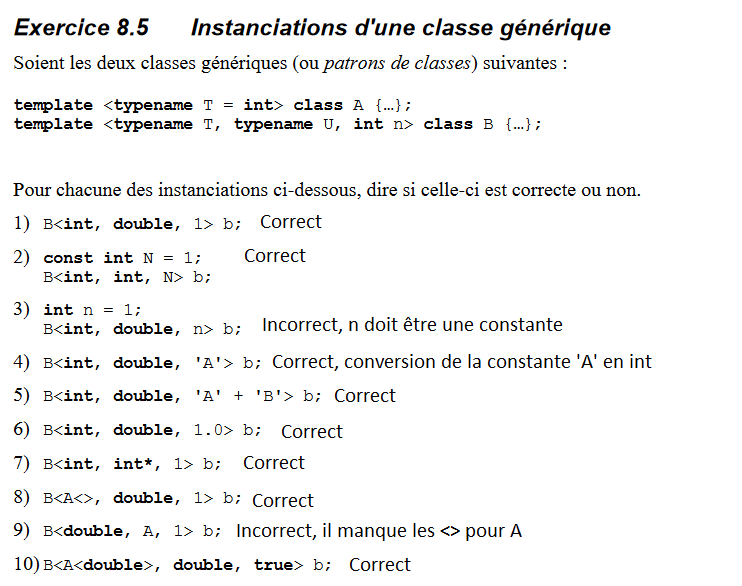 Exercice 8.5 Instanciations d'une classe générique
Soient les deux classes génériques (ou patrons de classes) suivantes :
template <typename T = int> class A {…};
template <typename T, typename U, int n> class B {…};
Pour chacune des instanciations ci-dessous, dire si celle-ci est correcte ou non.
1) B<int, double, 1> b; Correct
2) const int N = 1; Correct
B<int, int, N> b;
3) int n = 1;
B<int, double, n> b; Incorrect, n doit être une constante
4) B<int, double, 'A'> b; Correct, conversion de la constante 'A' en int
5) B<int, double, 'A' + 'B'> b; Correct
6) B<int, double, 1.0> b; Correct
7) B<int, int*, 1> b; Correct
8) B<A<>, double, 1> b; Correct
9) B<double, A, 1> b; Incorrect, il manque les <> pour A
10) B<A<double>, double, true> b; Correct